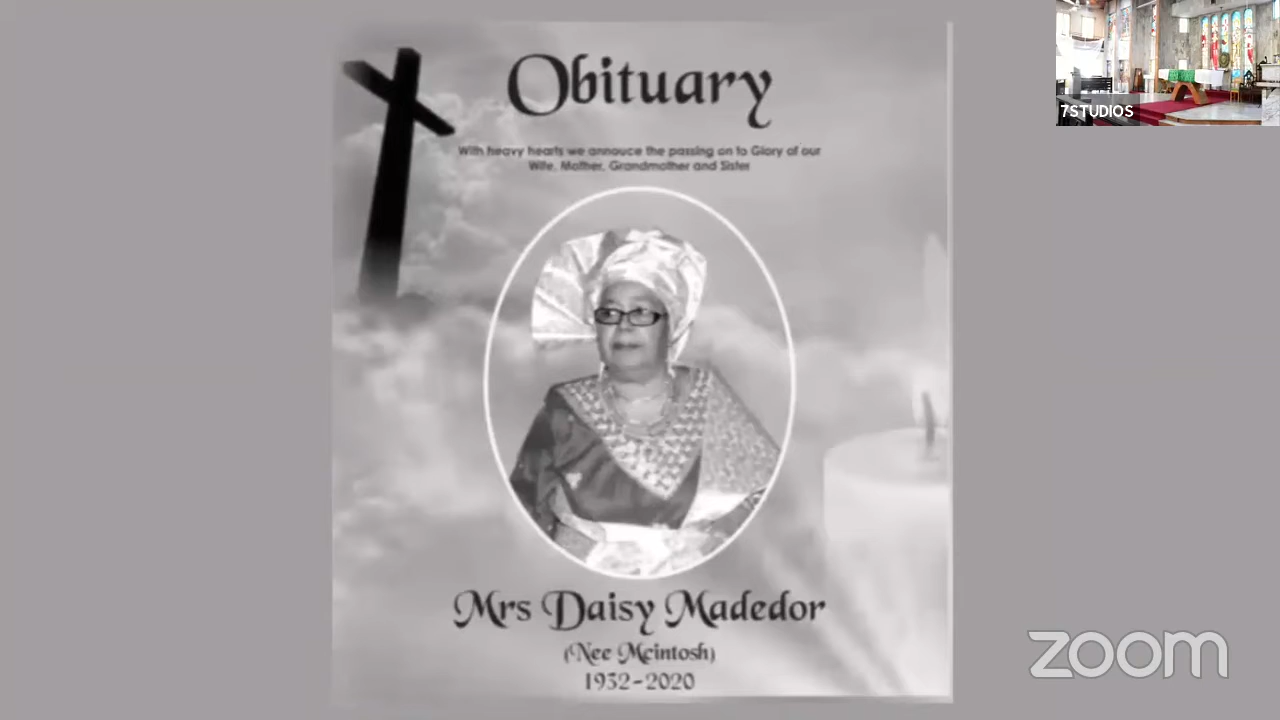 Obituary
With heavy hearts we annouce the passing on to Glory of our
Wife, Mother, Grandmother and Sister
Mrs Daisy Madedor
(Nee Mcintosh)
1932-2020
7STUDIOS
zoom